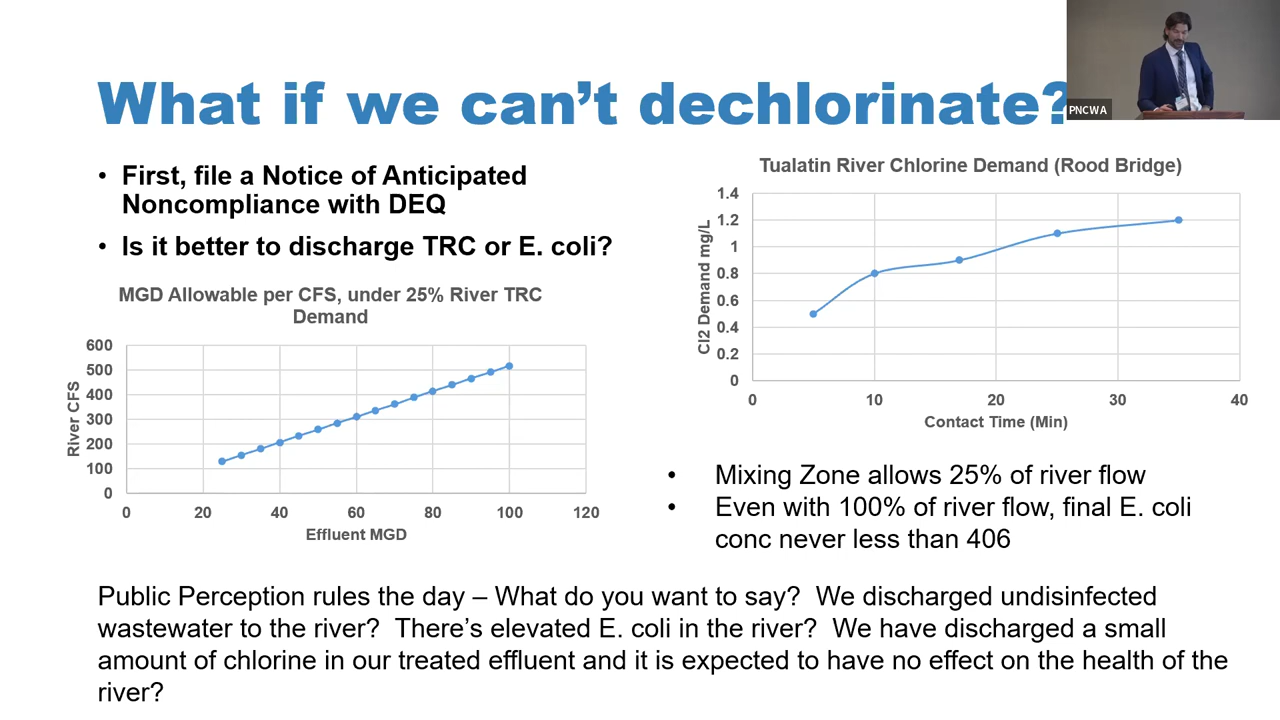 What if we can't dechlorinate?
PNCWA
• First, file a Notice of Anticipated
Noncompliance with DEQ
• Is it better to discharge TRC or E. coli?
MGD Allowable per CFS, under 25% River TRC
Demand
600
500
400
300
200
100
0
River CFS
0 20 40 60 80 100 120
Effluent MGD
Tualatin River Chlorine Demand (Rood Bridge)
1.4
1.2
1
0.8
0.6
0.4
0.2
0
Cl2 Demand mg/L
0 10 20 30 40
Contact Time (Min)
• Mixing Zone allows 25% of river flow
• Even with 100% of river flow, final E. coli
conc never less than 406
Public Perception rules the day – What do you want to say?  We discharged undisinfected
wastewater to the river?  There's elevated E. coli in the river?  We have discharged a small
amount of chlorine in our treated effluent and it is expected to have no effect on the health of the
river?